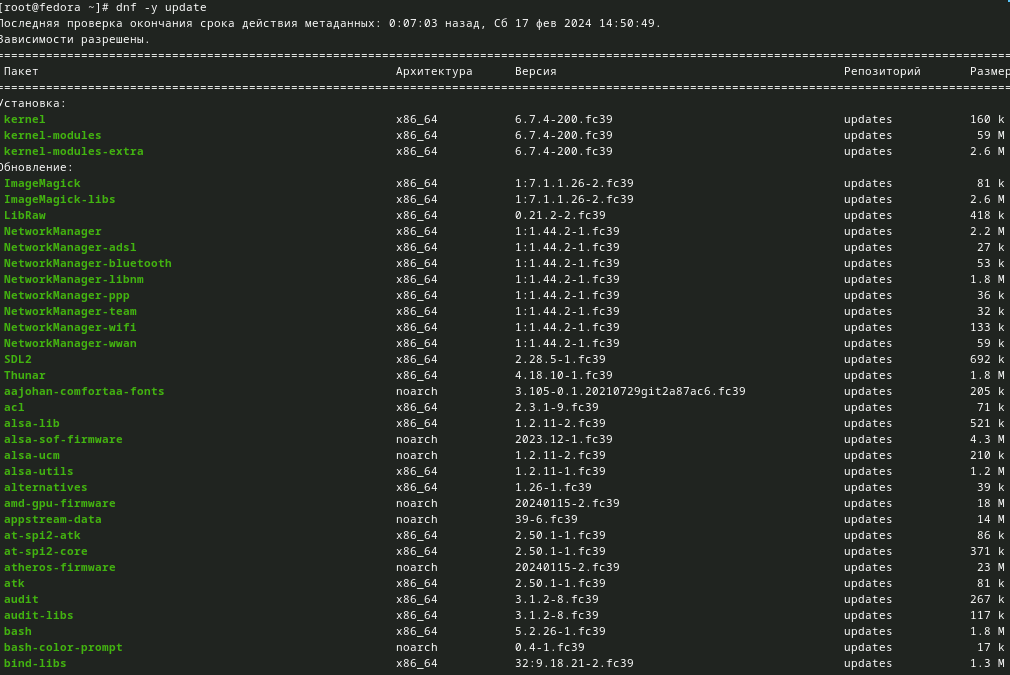 [root@fedora ~]# dnf -y update
Последняя проверка окончания срока действия метаданных: 0:07:03 назад, Сб 17 фев 2024 14:50:49.
Зависимости разрешены.
================================================================================
Пакет Архитектура Версия Репозиторий Размер
================================================================================
Установка:
kernel x86_64 6.7.4-200.fc39 updates 160 k
kernel-modules x86_64 6.7.4-200.fc39 updates 59 M
kernel-modules-extra x86_64 6.7.4-200.fc39 updates 2.6 M
Обновление:
ImageMagick x86_64 1:7.1.1.26-2.fc39 updates 81 k
ImageMagick-libs x86_64 1:7.1.1.26-2.fc39 updates 2.6 M
LibRaw x86_64 0.21.2-2.fc39 updates 418 k
NetworkManager x86_64 1:1.44.2-1.fc39 updates 2.2 M
NetworkManager-adsl x86_64 1:1.44.2-1.fc39 updates 27 k
NetworkManager-bluetooth x86_64 1:1.44.2-1.fc39 updates 53 k
NetworkManager-libnm x86_64 1:1.44.2-1.fc39 updates 1.8 M
NetworkManager-ppp x86_64 1:1.44.2-1.fc39 updates 36 k
NetworkManager-team x86_64 1:1.44.2-1.fc39 updates 32 k
NetworkManager-wifi x86_64 1:1.44.2-1.fc39 updates 133 k
NetworkManager-wwan x86_64 1:1.44.2-1.fc39 updates 59 k
SDL2 x86_64 2.28.5-1.fc39 updates 692 k
Thunar x86_64 4.18.10-1.fc39 updates 1.8 M
aajohan-comfortaa-fonts noarch 3.105-0.1.20210729git2a87ac6.fc39 updates 205 k
acl x86_64 2.3.1-9.fc39 updates 71 k
alsa-lib x86_64 1.2.11-2.fc39 updates 521 k
alsa-sof-firmware noarch 2023.12-1.fc39 updates 4.3 M
alsa-ucm noarch 1.2.11-2.fc39 updates 210 k
alsa-utils x86_64 1.2.11-1.fc39 updates 1.2 M
alternatives x86_64 1.26-1.fc39 updates 39 k
amd-gpu-firmware noarch 20240115-2.fc39 updates 18 M
appstream-data noarch 39-6.fc39 updates 14 M
at-spi2-atk x86_64 2.50.1-1.fc39 updates 86 k
at-spi2-core x86_64 2.50.1-1.fc39 updates 371 k
atheros-firmware noarch 20240115-2.fc39 updates 23 M
atk x86_64 2.50.1-1.fc39 updates 81 k
audit x86_64 3.1.2-8.fc39 updates 267 k
audit-libs x86_64 3.1.2-8.fc39 updates 117 k
bash x86_64 5.2.26-1.fc39 updates 1.8 M
bash-color-prompt noarch 0.4-1.fc39 updates 17 k
bind-libs x86_64 32:9.18.21-2.fc39 updates 1.3 M